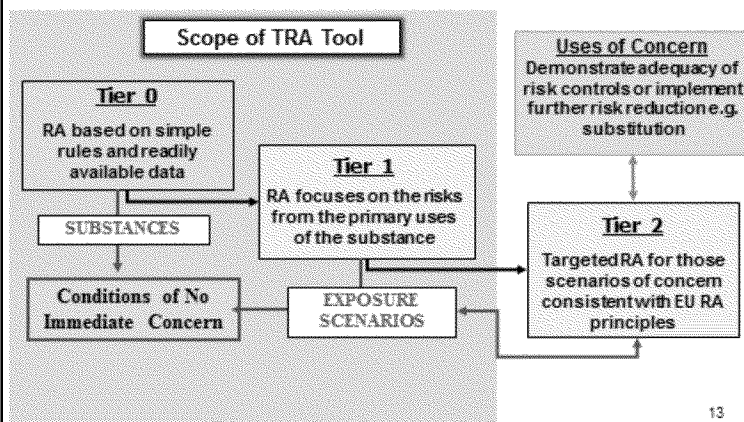 Scope of TRA Tool
Tier 0
RA based on simple
rules and readily
available data
SUBSTANCES
Conditions of No
Immediate Concern
Tier 1
RA focuses on the risks
from the primary uses
of the substance
EXPOSURE
SCENARIOS
Uses of Concern
Demonstrate adequacy of
risk controls or implement
further risk reduction e.g.
substitution
Tier 2
Targeted RA for those
scenarios of concern
consistent with EU RA
principles
13